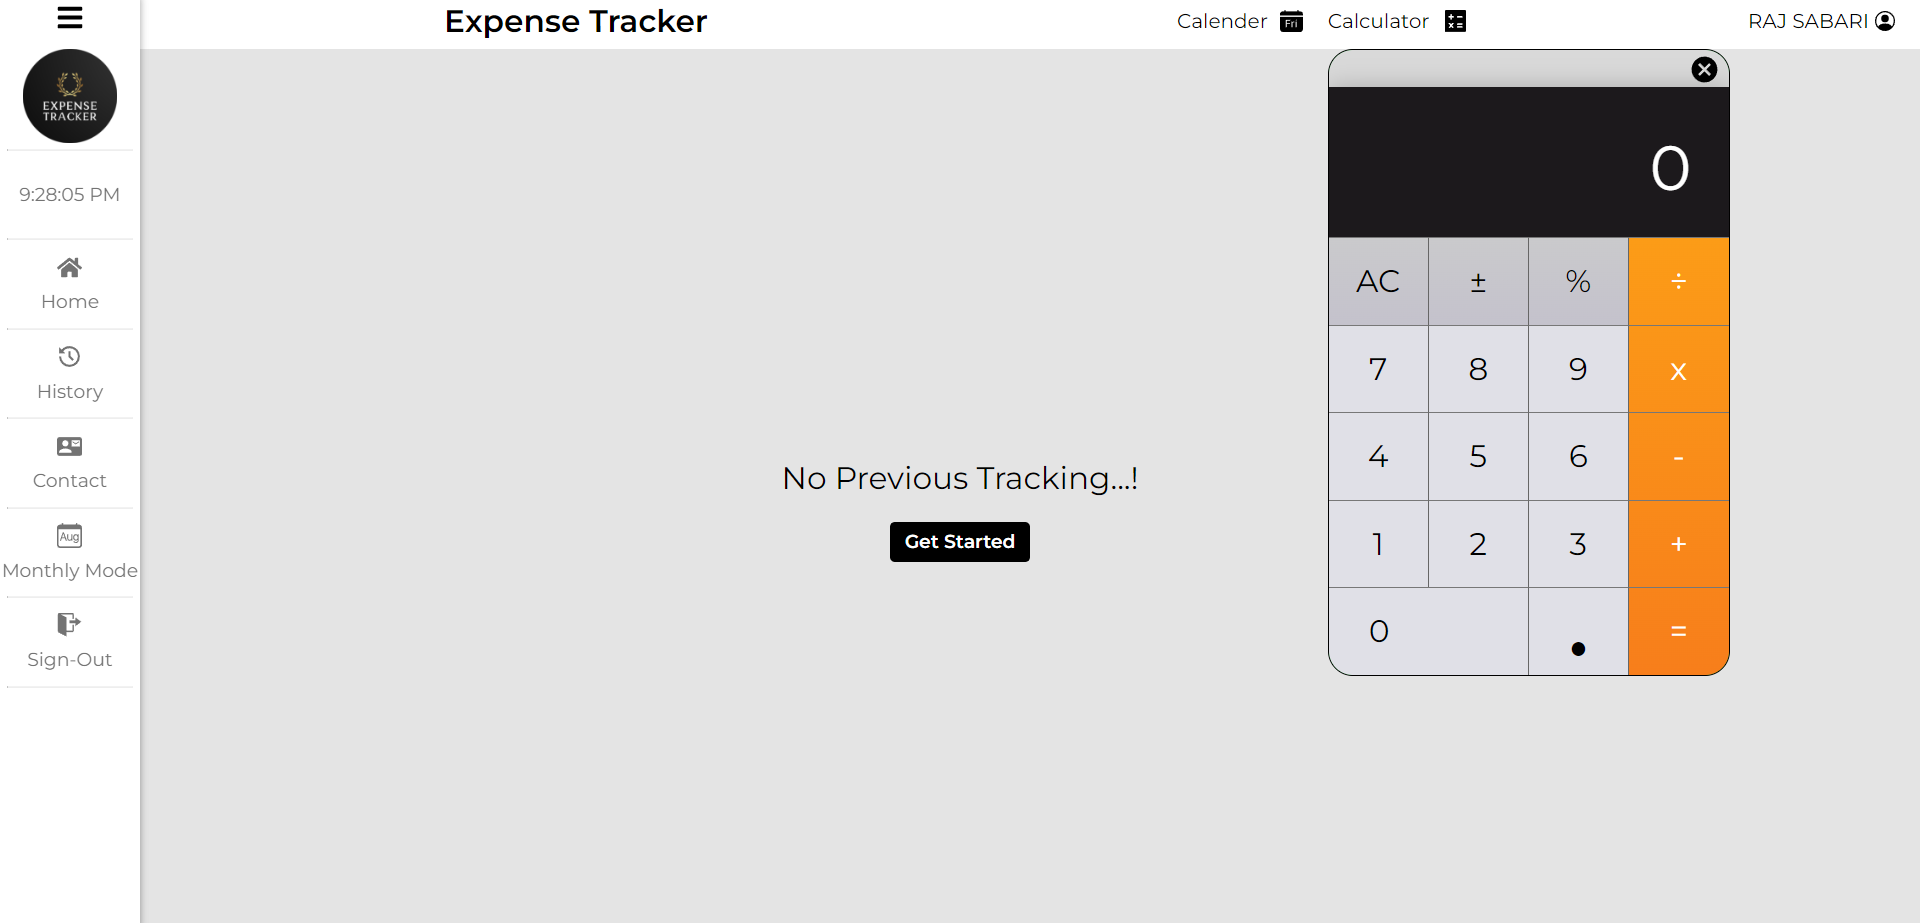 Expense Tracker
Calender Fri
Calculator
RAJ SABARI
EXPENSE
TRACKER
9:28:05 PM
Home
History
Contact
Aug
Monthly Mode
Sign-Out
No Previous Tracking...!
Get Started
0
AC ± % ÷
7 8 9 x
4 5 6 -
1 2 3 +
0 . =